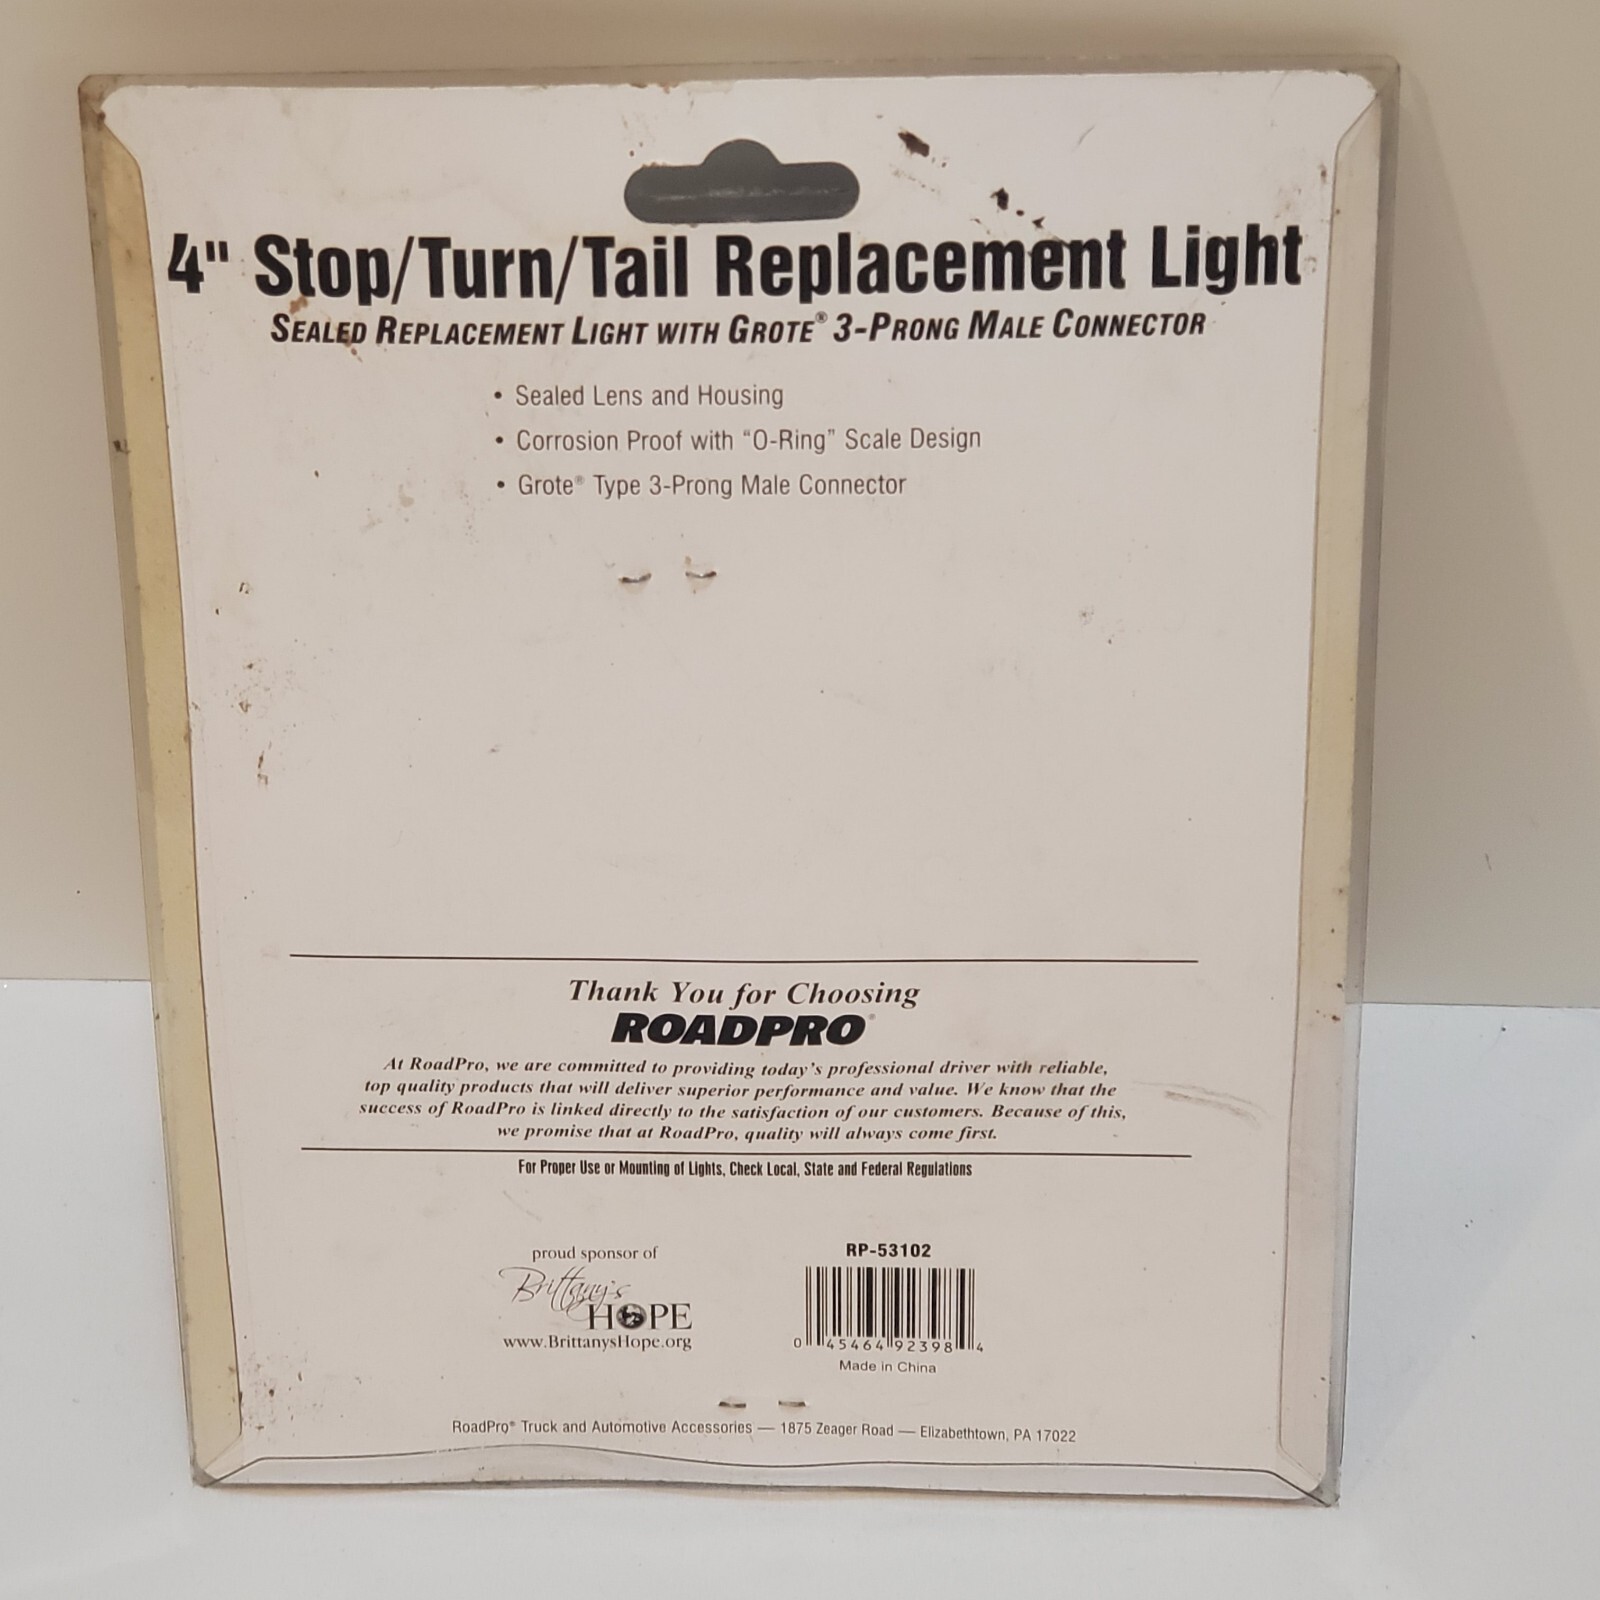 4" Stop/Turn/Tail Replacement Light
SEALED REPLACEMENT LIGHT WITH GROTE® 3-PRONG MALE CONNECTOR
• Sealed Lens and Housing
• Corrosion Proof with “O-Ring” Scale Design
• Grote® Type 3-Prong Male Connector
Thank You for Choosing
ROADPRO®
At RoadPro, we are committed to providing today's professional driver with reliable,
top quality products that will deliver superior performance and value. We know that the
success of RoadPro is linked directly to the satisfaction of our customers. Because of this,
we promise that at RoadPro, quality will always come first.
For Proper Use or Mounting of Lights, Check Local, State and Federal Regulations
proud sponsor of
Brittany's
HOPE
www.BrittanysHope.org
RP-53102
0 45464 92398 4
Made in China
RoadPro® Truck and Automotive Accessories — 1875 Zeager Road — Elizabethtown, PA 17022